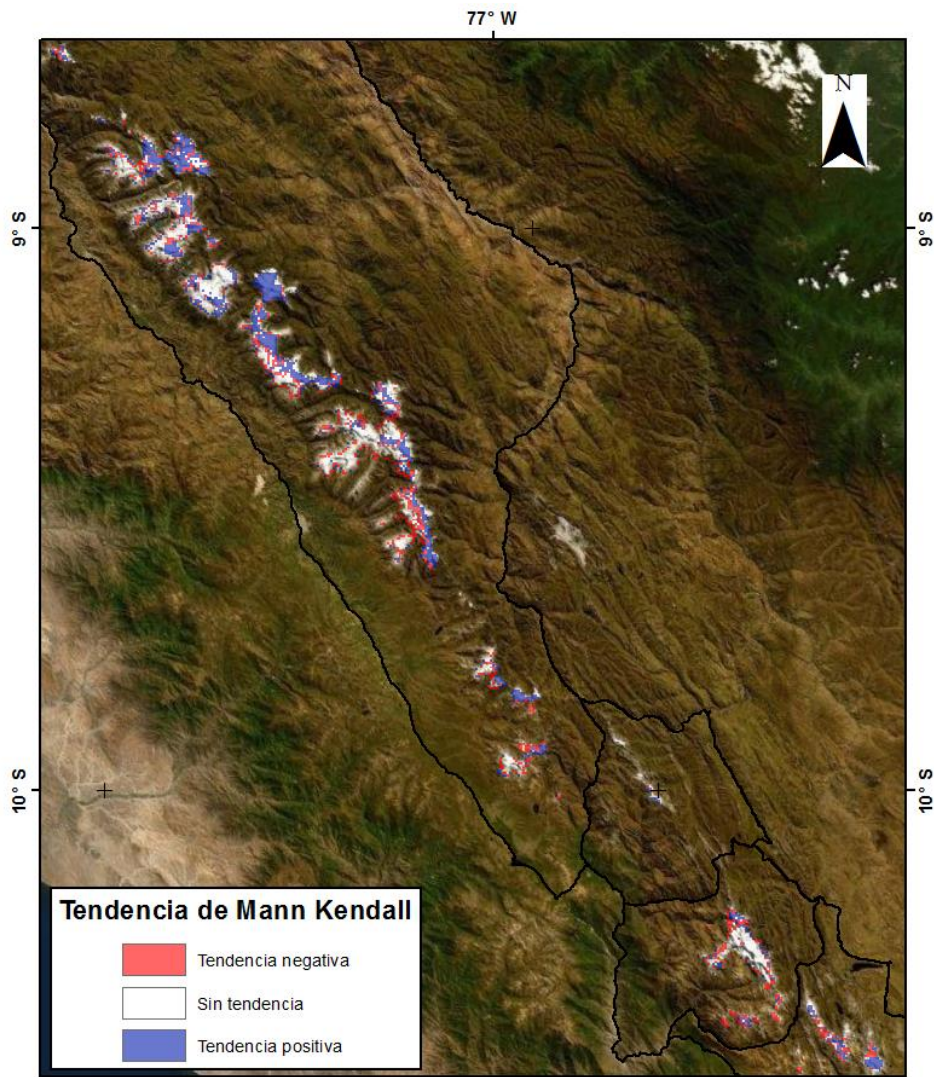 77° W
N
9° S
9° S
10° S
10° S
Tendencia de Mann Kendall
Tendencia negativa
Sin tendencia
Tendencia positiva